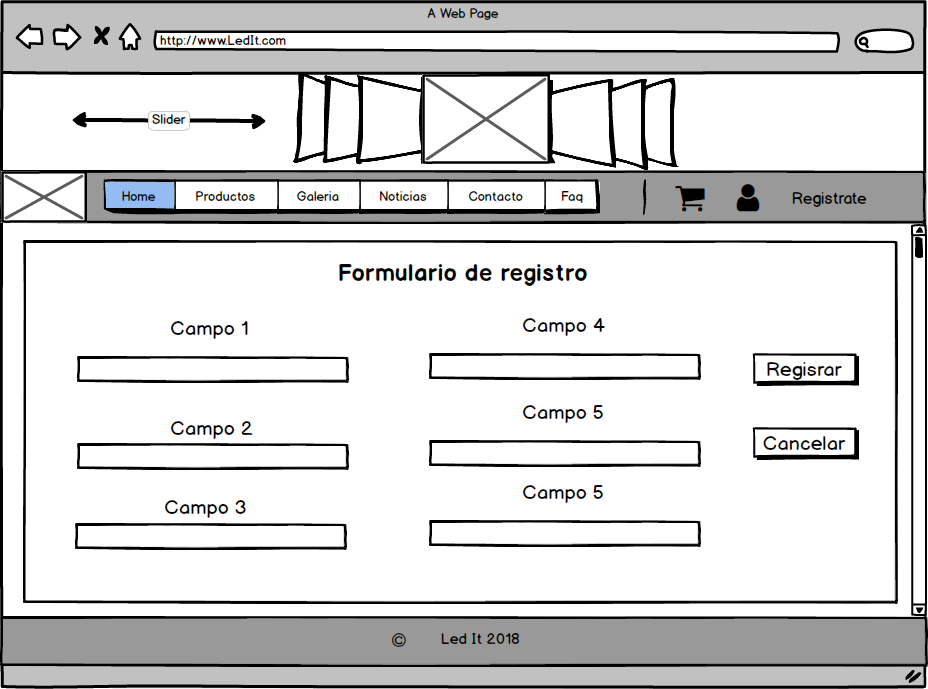 A Web Page
http://www.LedIt.com
Slider
Home Productos Galeria Noticias Contacto Faq Registrate
Formulario de registro
Campo 1
Campo 4
Regisrar
Campo 2
Campo 5
Cancelar
Campo 3
Campo 5
© Led It 2018